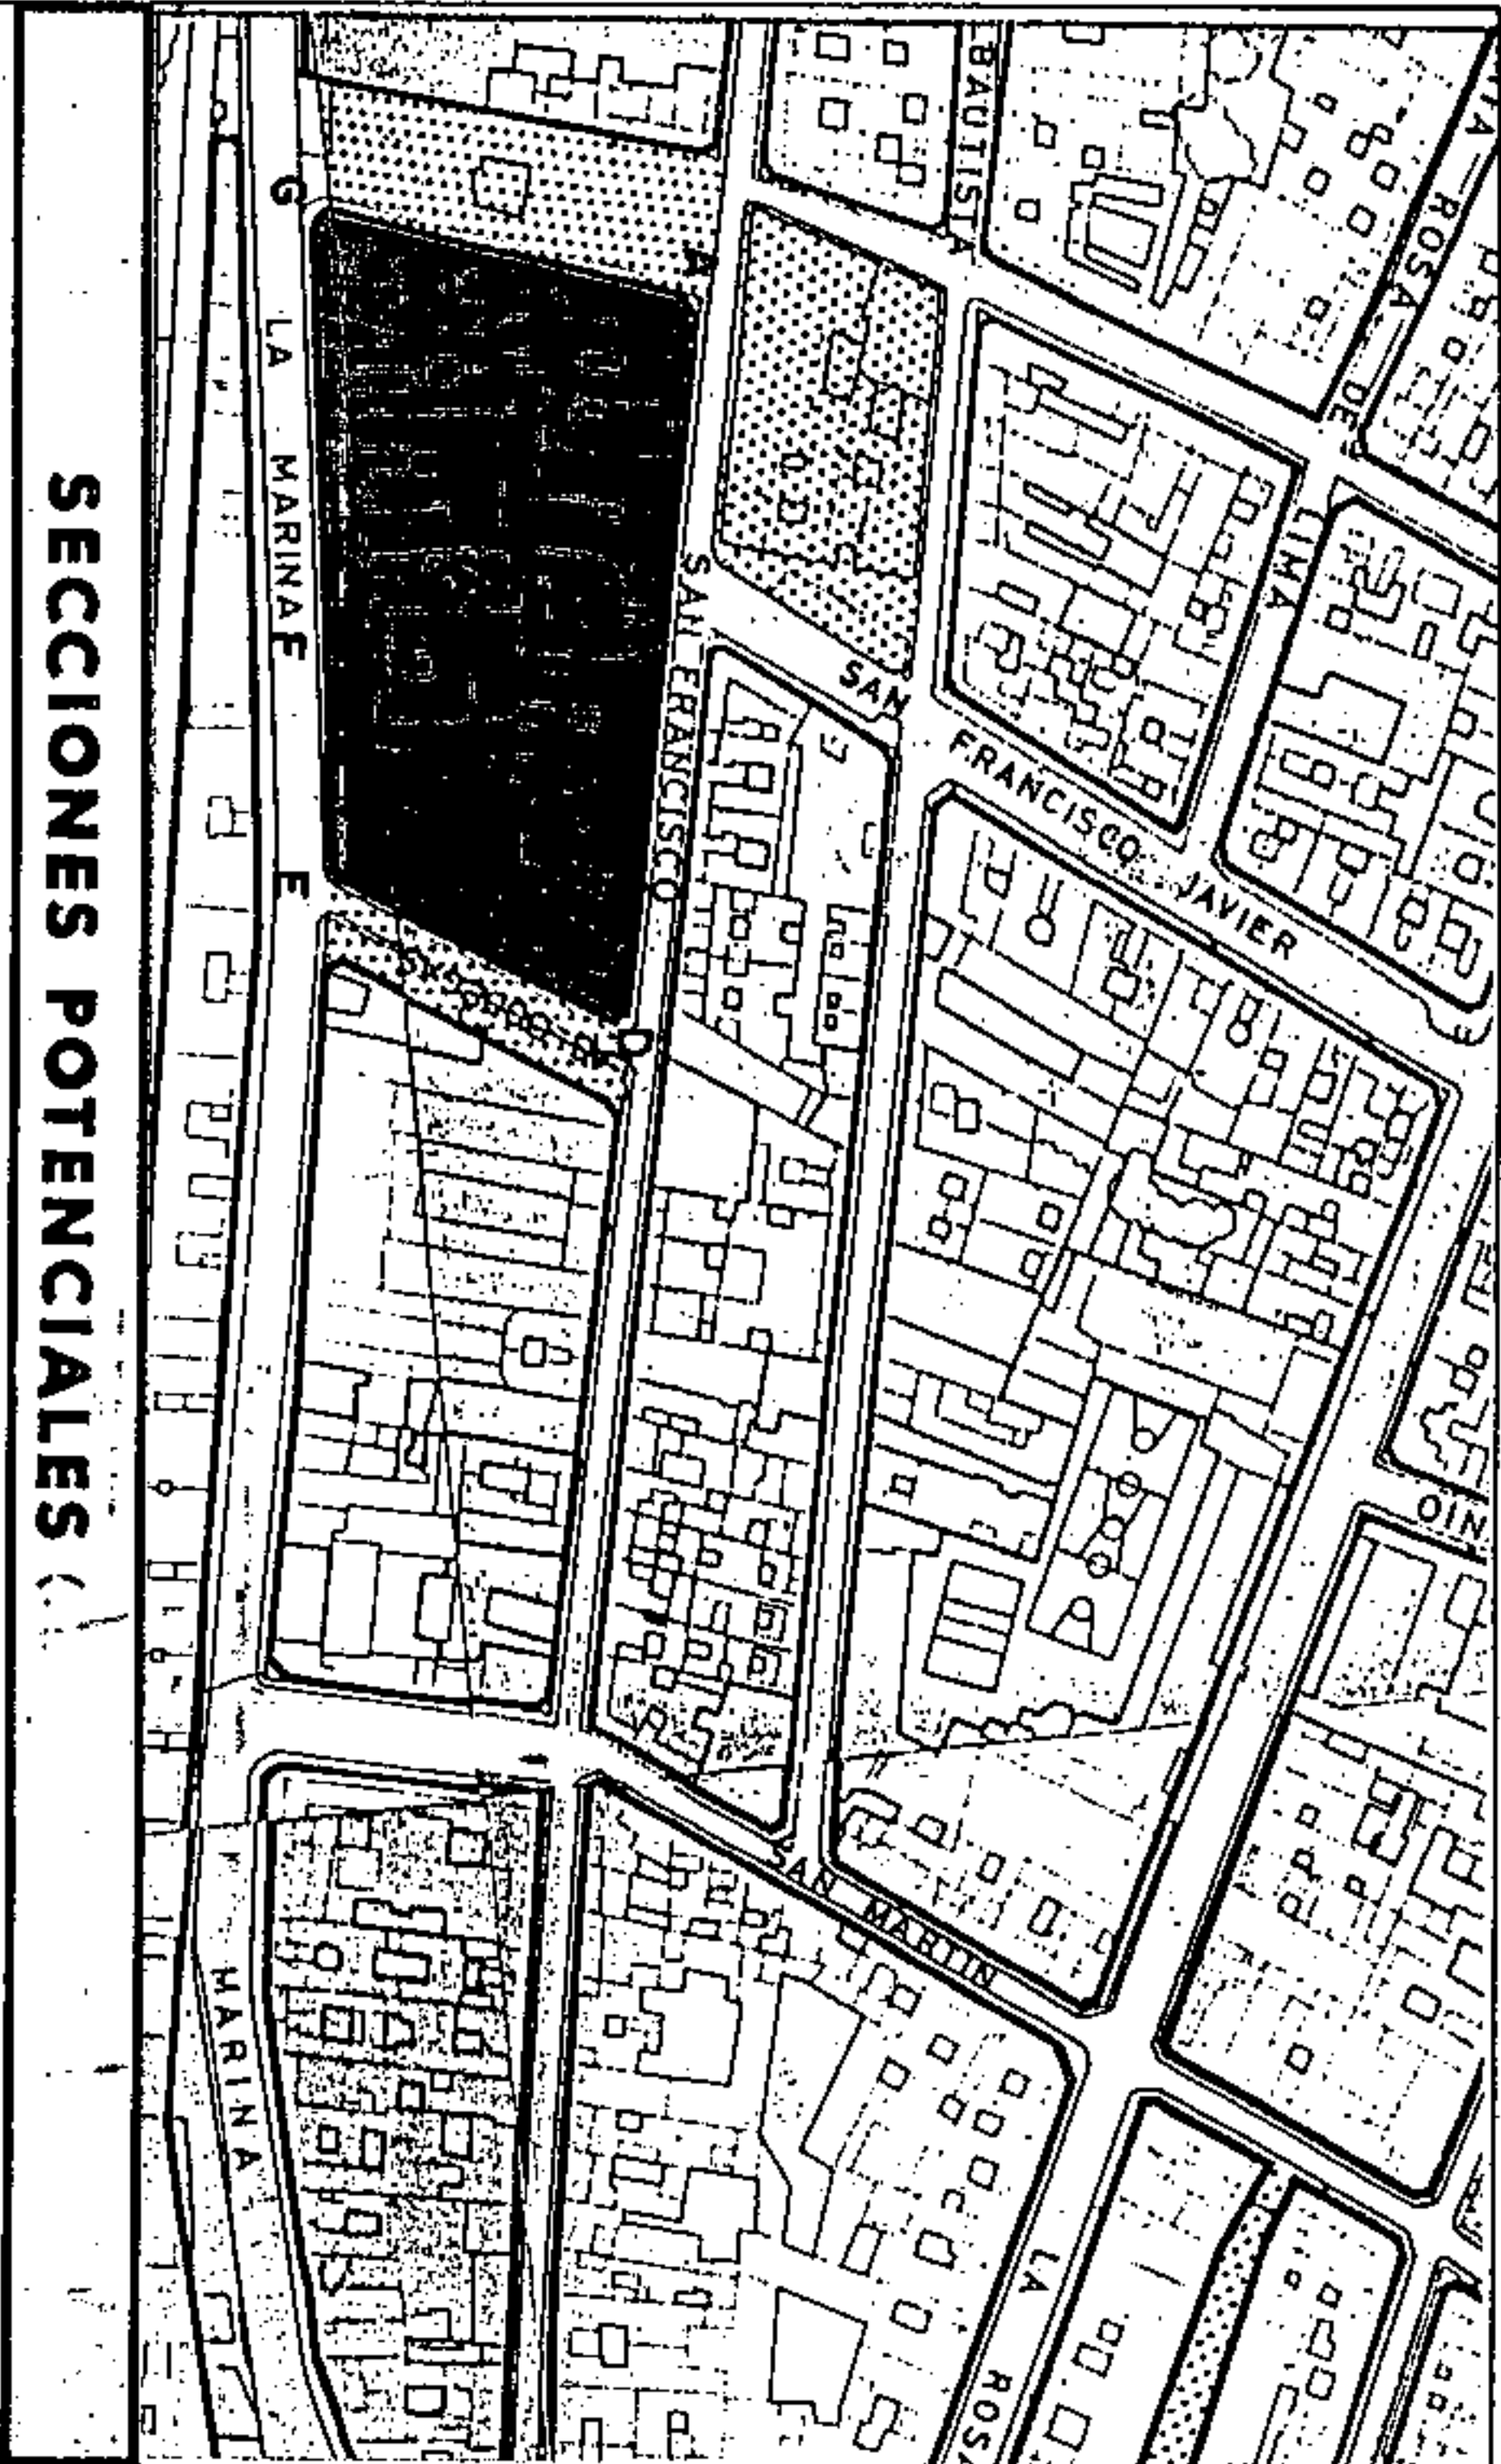 SECCIONES POTENCIALES (
G
LA MARINA
F
E
A
D
SAN FRANCISCO
BAUTISTA
SAN
FRANCISCO JAVIER
ROSA
DE
LIMA
SAN MARTIN
MARINA
LA ROSA